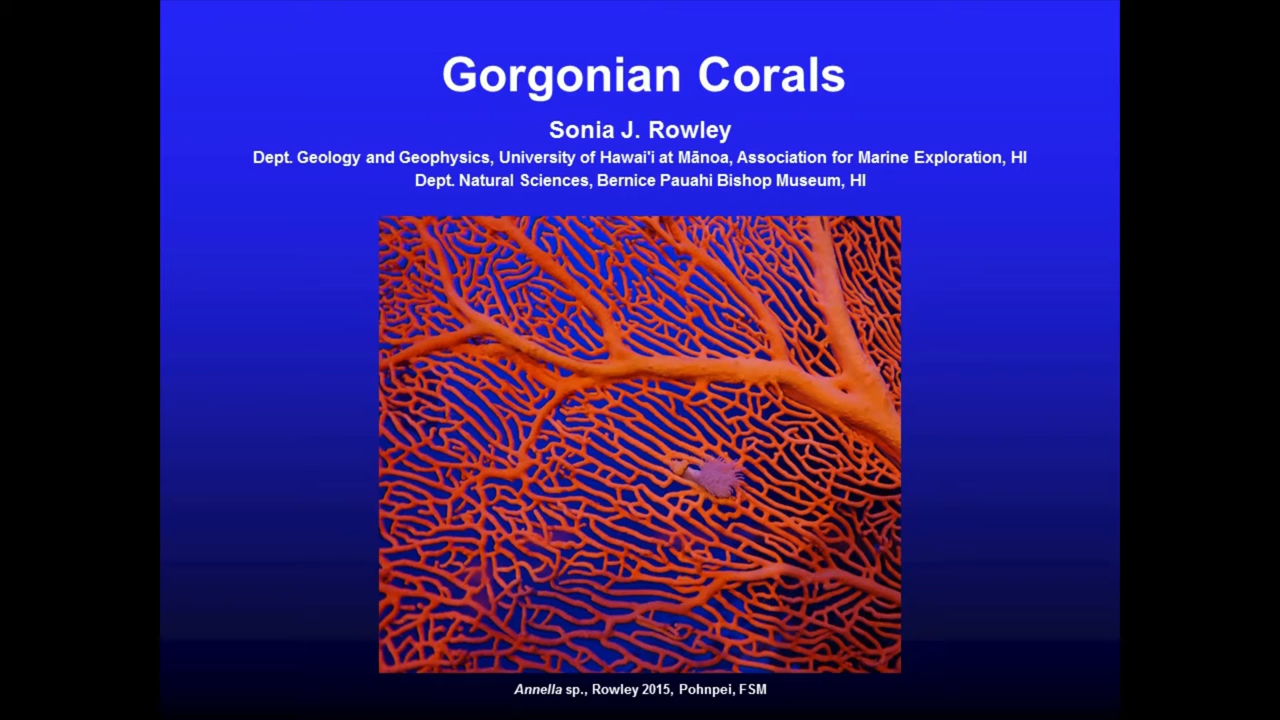 Gorgonian Corals
Sonia J. Rowley
Dept. Geology and Geophysics, University of Hawai'i at Mānoa, Association for Marine Exploration, HI
Dept. Natural Sciences, Bernice Pauahi Bishop Museum, HI
Annella sp., Rowley 2015, Pohnpei, FSM